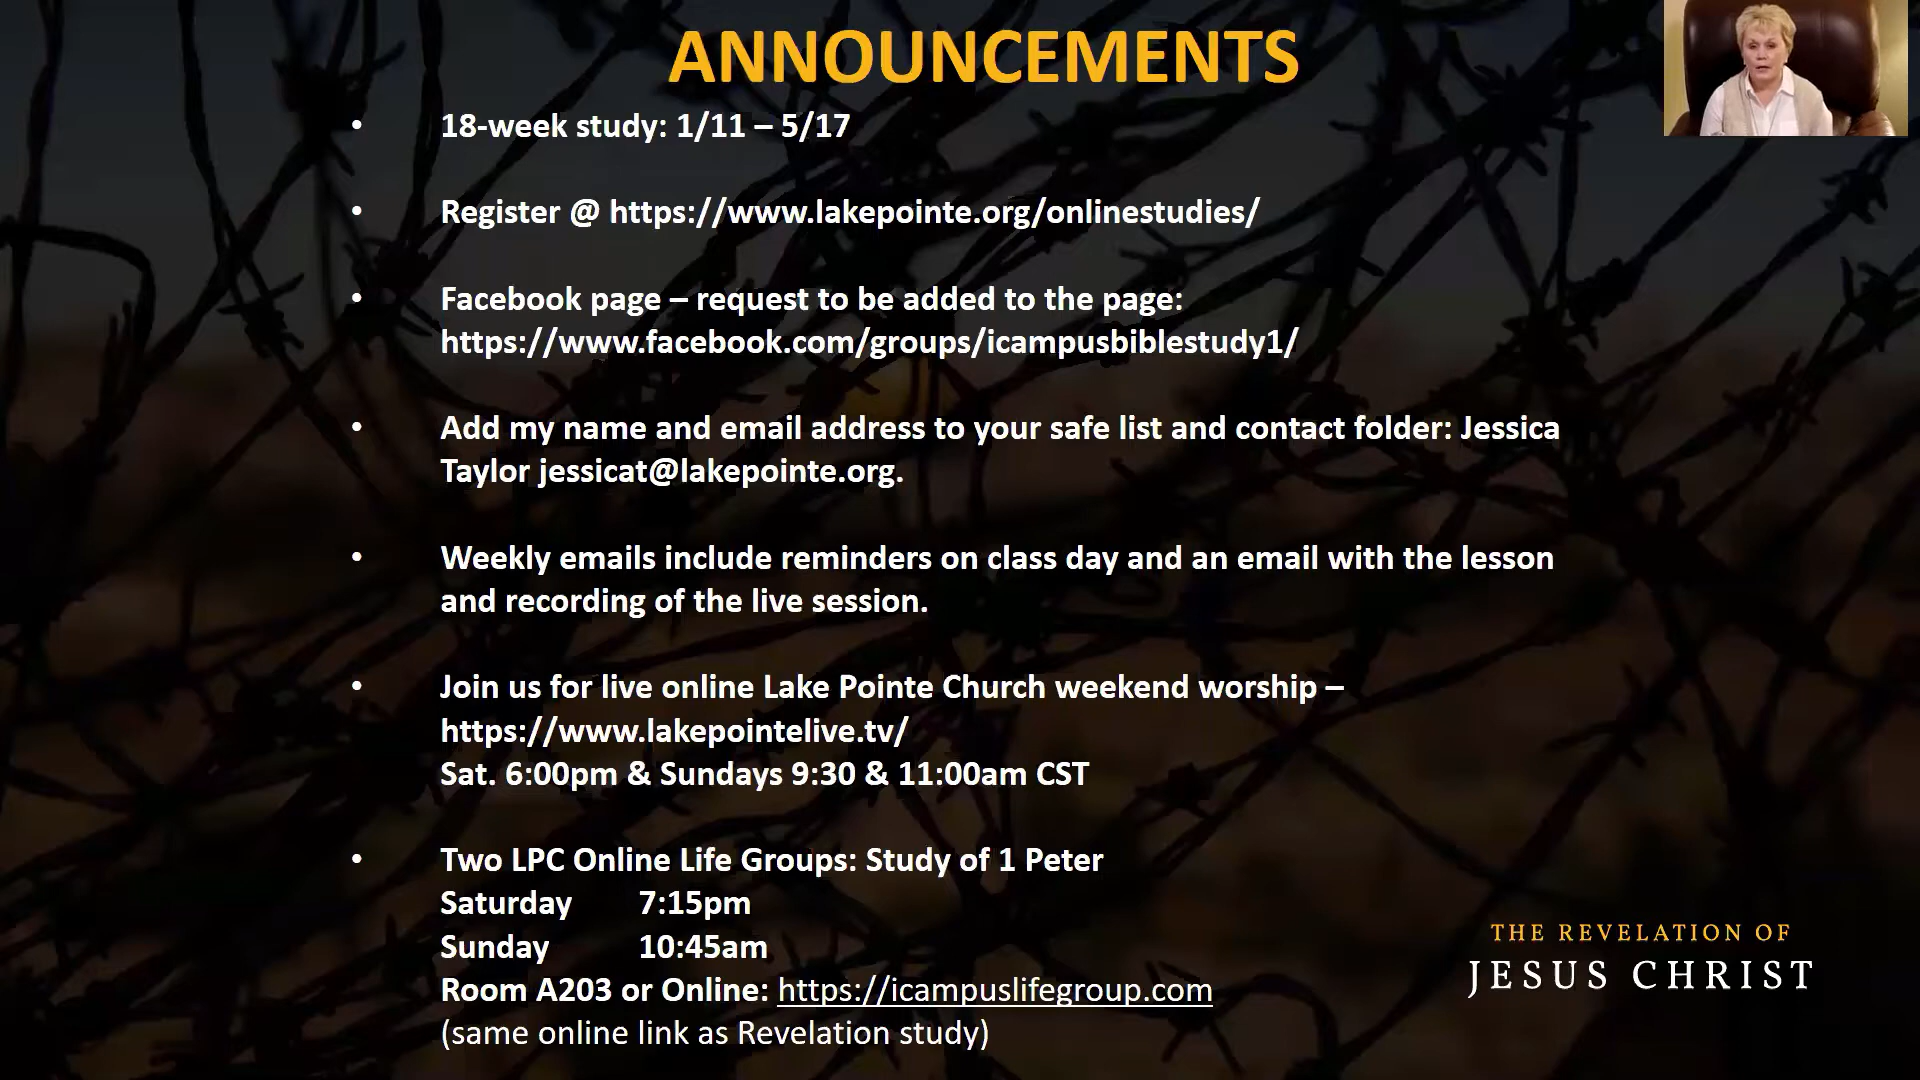 ANNOUNCEMENTS
• 18-week study: 1/11 – 5/17
• Register @ https://www.lakepointe.org/onlinestudies/
• Facebook page – request to be added to the page:
https://www.facebook.com/groups/icampusbiblestudy1/
• Add my name and email address to your safe list and contact folder: Jessica
Taylor jessicat@lakepointe.org.
• Weekly emails include reminders on class day and an email with the lesson
and recording of the live session.
• Join us for live online Lake Pointe Church weekend worship –
https://www.lakepointelive.tv/
Sat. 6:00pm & Sundays 9:30 & 11:00am CST
• Two LPC Online Life Groups: Study of 1 Peter
Saturday 7:15pm
Sunday 10:45am
Room A203 or Online: https://icampuslifegroup.com
(same online link as Revelation study)
THE REVELATION OF
JESUS CHRIST